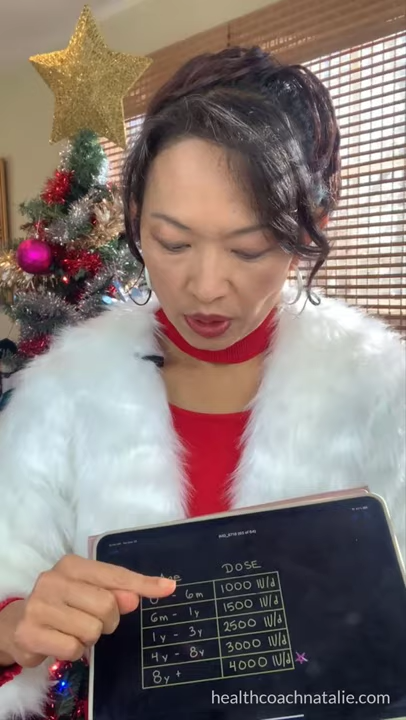 DOSE
- 6m 1000 IU/d
6m - 1y 1500 IU/d
1y - 3y 2500 IU/d
4y - 8y 3000 IU/d
8y + 4000 IU/d
healthcoachnatalie.com